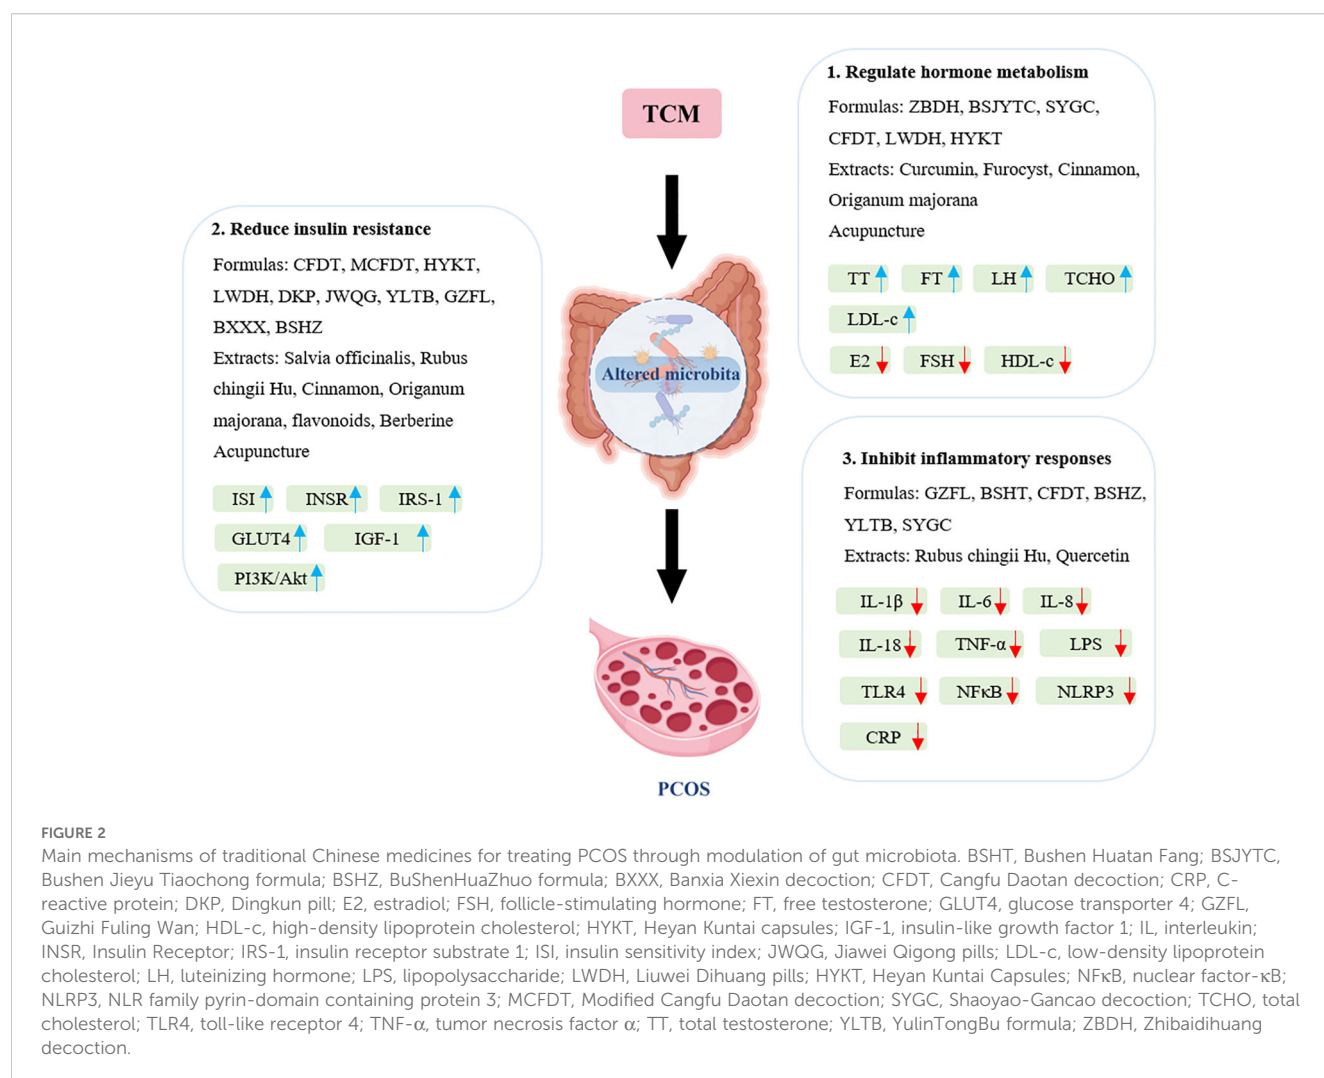 TCM
Altered microbita
PCOS
1. Regulate hormone metabolism
Formulas: ZBDH, BSJYTC, SYGC,
CFDT, LWDH, HYKT
Extracts: Curcumin, Furocyst, Cinnamon,
Origanum majorana
Acupuncture
TT FT LH TCHO
LDL-c
E2 FSH HDL-c
2. Reduce insulin resistance
Formulas: CFDT, MCFDT, HYKT,
LWDH, DKP, JWQG, YLTB, GZFL,
BXXX, BSHZ
Extracts: Salvia officinalis, Rubus
chingii Hu, Cinnamon, Origanum
majorana, flavonoids, Berberine
Acupuncture
ISI INSR IRS-1
GLUT4 IGF-1
PI3K/Akt
3. Inhibit inflammatory responses
Formulas: GZFL, BSHT, CFDT, BSHZ,
YLTB, SYGC
Extracts: Rubus chingii Hu, Quercetin
IL-1β IL-6 IL-8
IL-18 TNF-α LPS
TLR4 NFκB NLRP3
CRP
FIGURE 2
Main mechanisms of traditional Chinese medicines for treating PCOS through modulation of gut microbiota. BSHT, Bushen Huatan Fang; BSJYTC,
Bushen Jieyu Tiaochong formula; BSHZ, BuShenHuaZhuo formula; BXXX, Banxia Xiexin decoction; CFDT, Cangfu Daotan decoction; CRP, C-
reactive protein; DKP, Dingkun pill; E2, estradiol; FSH, follicle-stimulating hormone; FT, free testosterone; GLUT4, glucose transporter 4; GZFL,
Guizhi Fuling Wan; HDL-c, high-density lipoprotein cholesterol; HYKT, Heyan Kuntai capsules; IGF-1, insulin-like growth factor 1; IL, interleukin;
INSR, Insulin Receptor; IRS-1, insulin receptor substrate 1; ISI, insulin sensitivity index; JWQG, Jiawei Qigong pills; LDL-c, low-density lipoprotein
cholesterol; LH, luteinizing hormone; LPS, lipopolysaccharide; LWDH, Liuwei Dihuang pills; HYKT, Heyan Kuntai Capsules; NFκB, nuclear factor-κB;
NLRP3, NLR family pyrin-domain containing protein 3; MCFDT, Modified Cangfu Daotan decoction; SYGC, Shaoyao-Gancao decoction; TCHO, total
cholesterol; TLR4, toll-like receptor 4; TNF-α, tumor necrosis factor α; TT, total testosterone; YLTB, YulinTongBu formula; ZBDH, Zhibaidihuang
decoction.